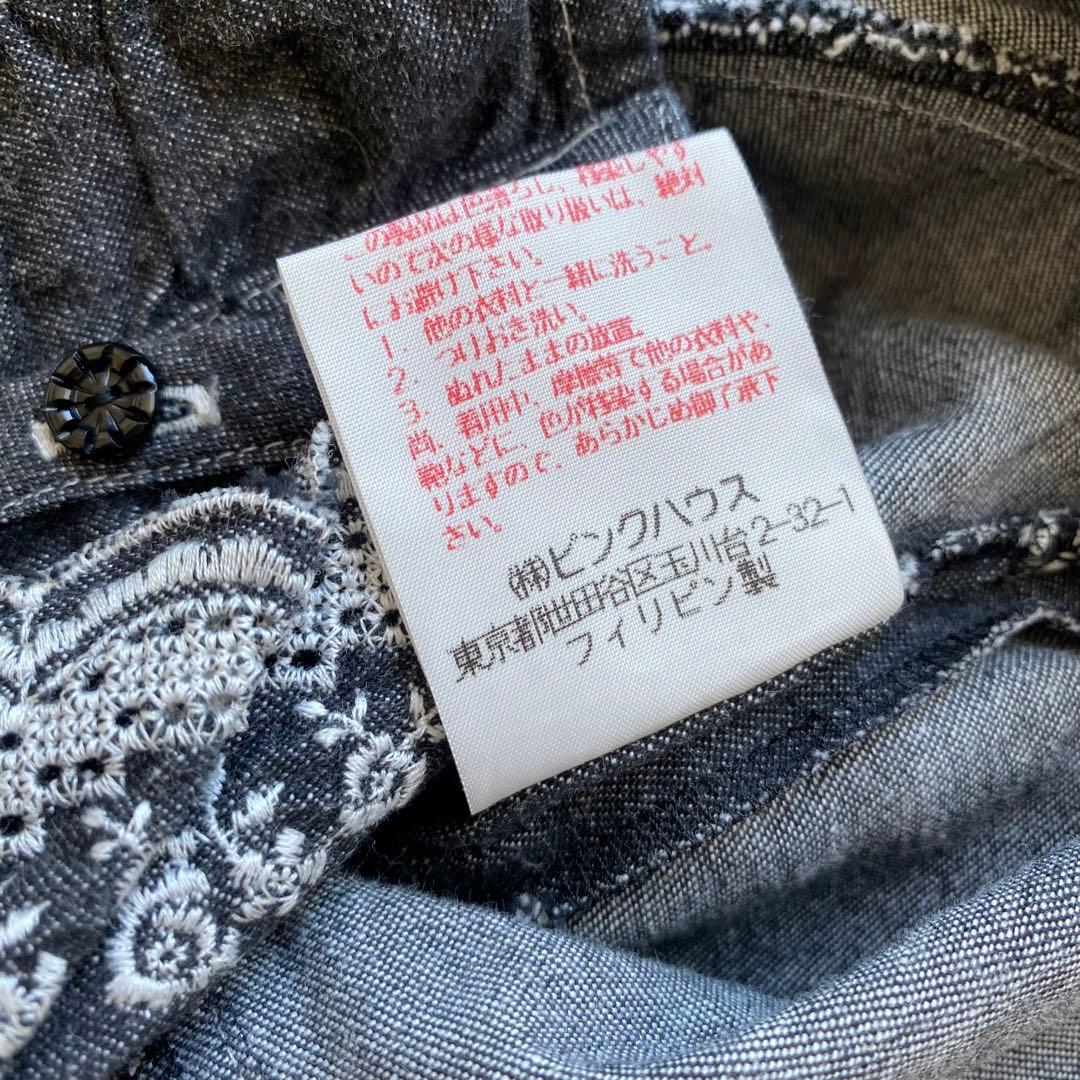 この製品は色落ちし、移染しやす
いので次の様な取り扱いは、絶対
にお避け下さい。
1. 他の衣料と一緒に洗うこと。
つけおき洗い。
2. ぬれたままの放置。
3. 着用中、摩擦等で他の衣料や、
尚、
鞄などに、色が移染する場合があ
りますので、あらかじめ御了承下
さい。
㈱ピンクハウス
東京都世田谷区玉川台2-32-1
フィリピン製